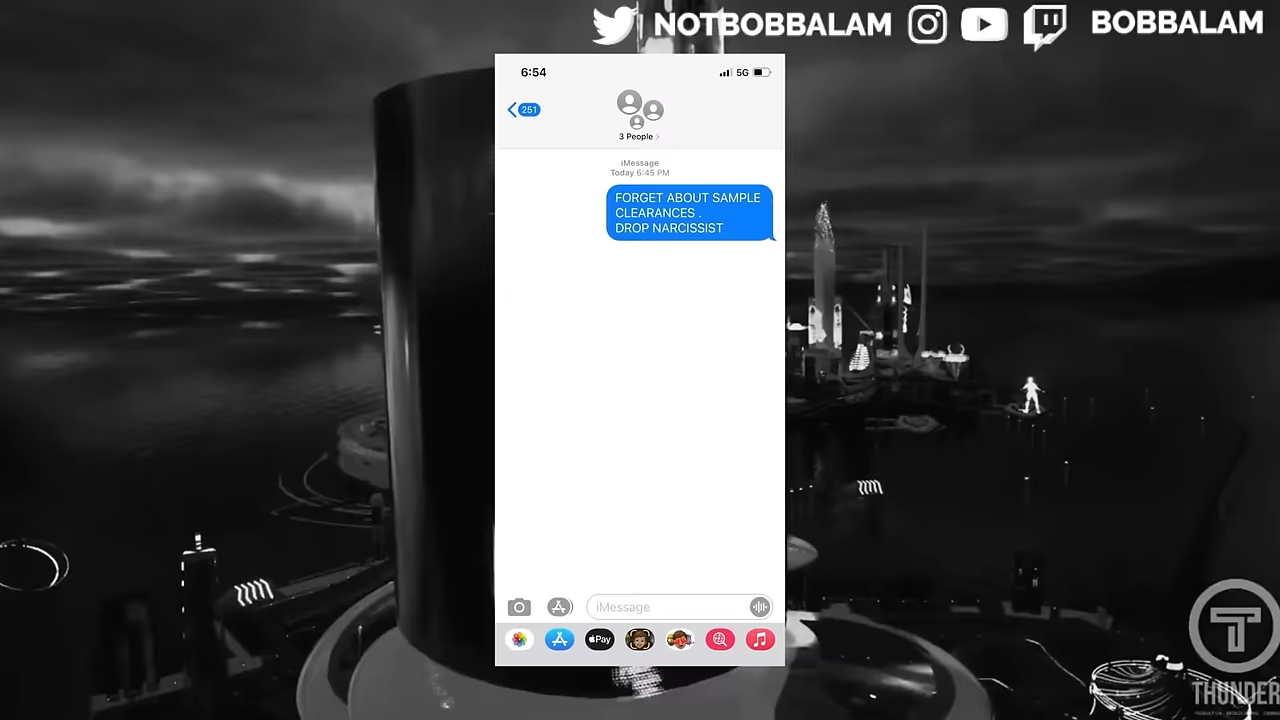 NOTBOBBALAM
BOBBALAM
6:54
5G
251
3 People
iMessage
Today 6:45 PM
FORGET ABOUT SAMPLE
CLEARANCES .
DROP NARCISSIST
iMessage
Pay
THUNDER